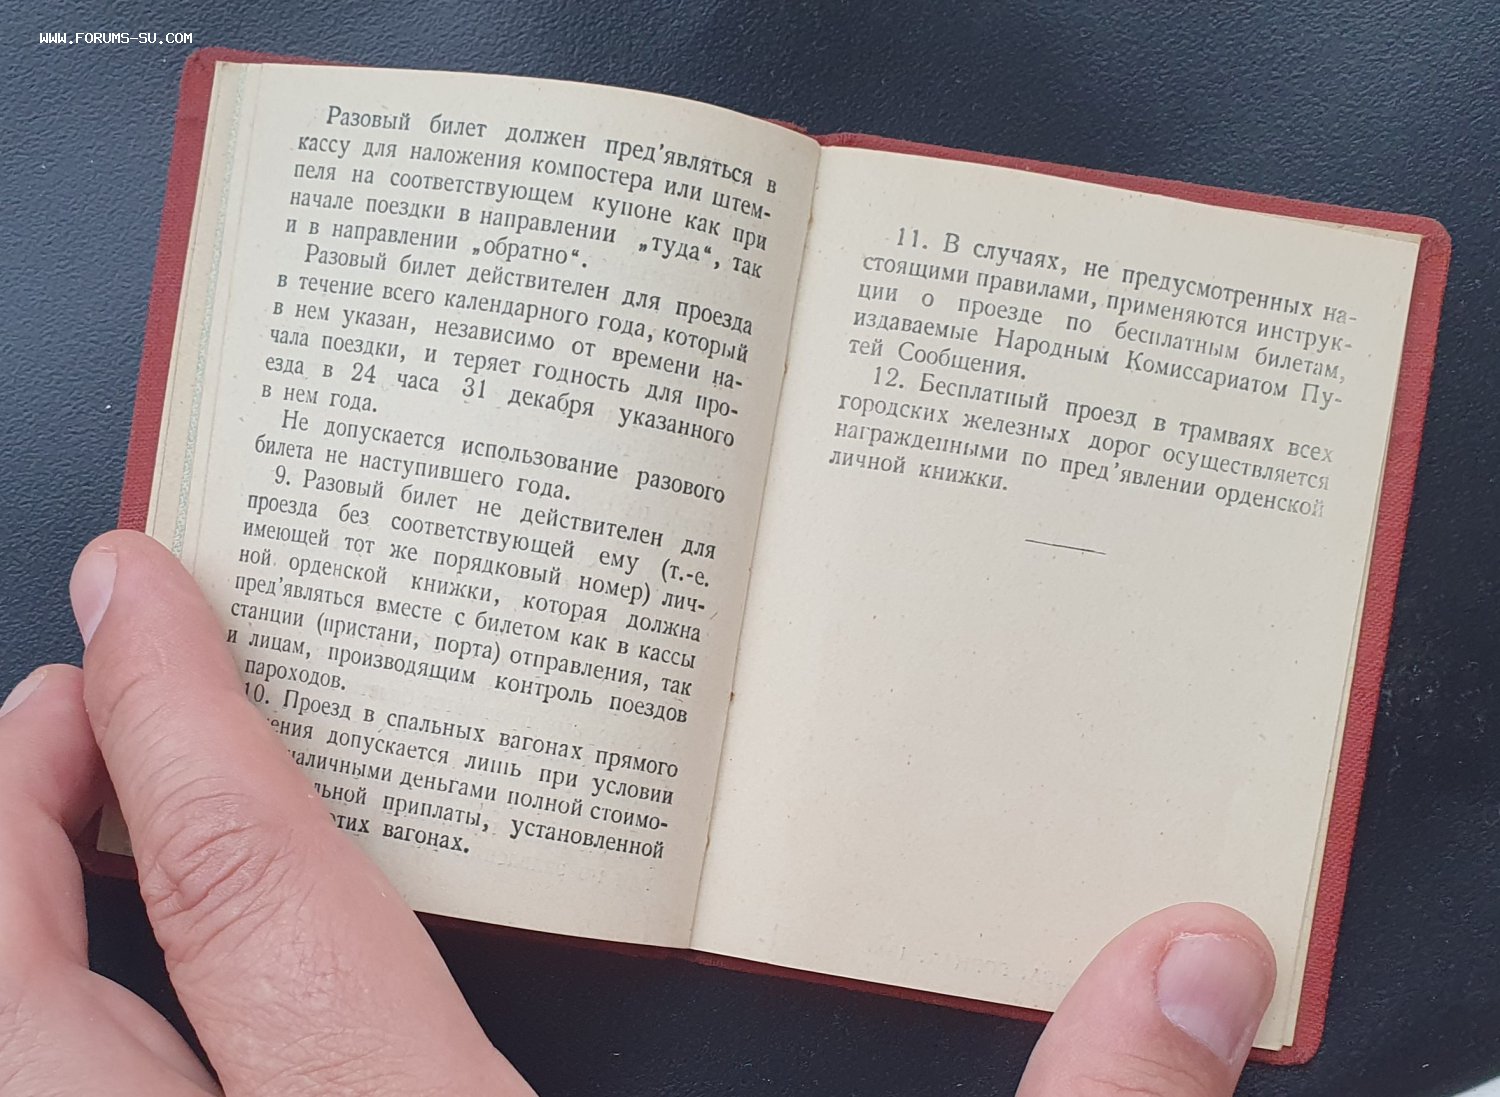 WWW.FORUMS-SU.COM
Разовый билет должен пред’являться в
кассу для наложения компостера или штем-
пеля на соответствующем купоне как при
начале поездки в направлении „туда“, так
и в направлении „обратно“.
Разовый билет действителен для проезда
в течение всего календарного года, который
в нем указан, независимо от времени на-
чала поездки, и теряет годность для про-
езда в 24 часа 31 декабря указанного
в нем года.
Не допускается использование разового
билета не наступившего года.
9. Разовый билет не действителен для
проезда без соответствующей ему (т.-е.
имеющей тот же порядковый номер) лич-
ной орденской книжки, которая должна
пред’являться вместе с билетом как в кассы
станции (пристани, порта) отправления, так
и лицам, производящим контроль поездов
пароходов.
10. Проезд в спальных вагонах прямого
ения допускается лишь при условии
наличными деньгами полной стоимо-
льной приплаты, установленной
этих вагонах.
11. В случаях, не предусмотренных на-
стоящими правилами, применяются инструк-
ции о проезде по бесплатным билетам,
издаваемые Народным Комиссариатом Пу-
тей Сообщения.
12. Бесплатный проезд в трамваях всех
городских железных дорог осуществляется
награжденными по пред’явлении орденской
личной книжки.